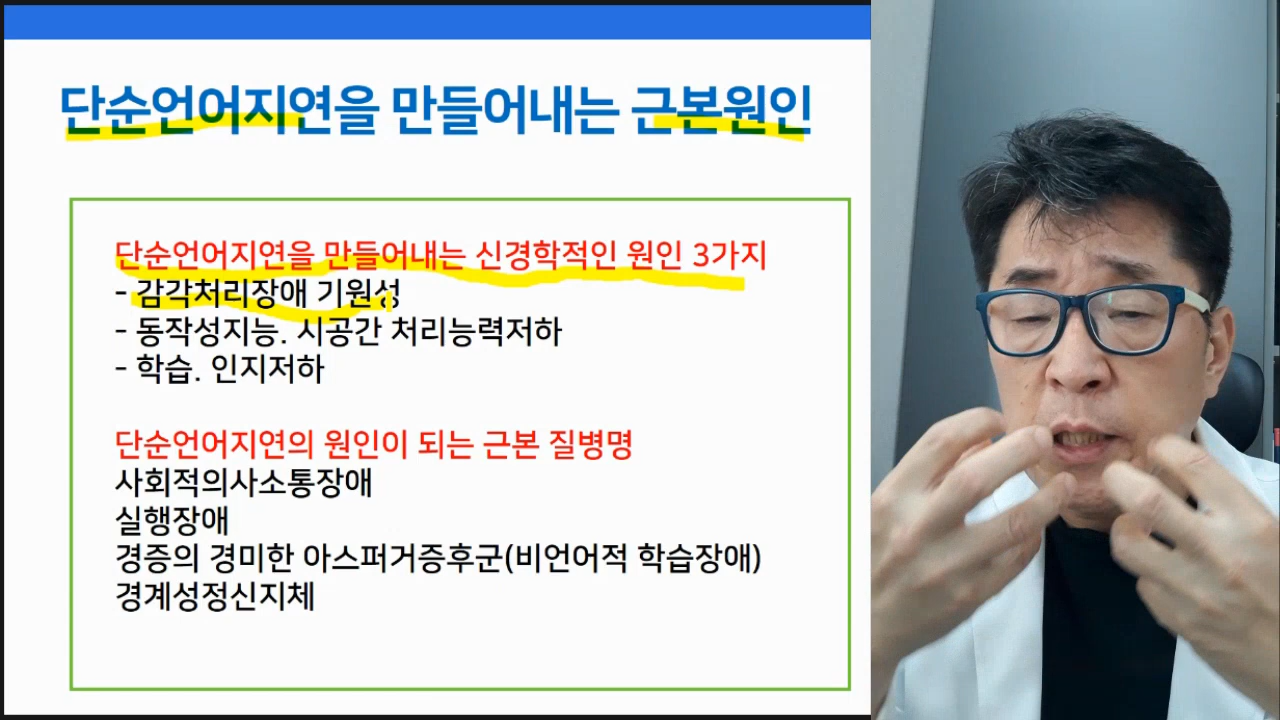 단순언어지연을 만들어내는 근본원인
단순언어지연을 만들어내는 신경학적인 원인 3가지
- 감각처리장애 기원성
- 동작성지능. 시공간 처리능력저하
- 학습. 인지저하
단순언어지연의 원인이 되는 근본 질병명
사회적의사소통장애
실행장애
경증의 경미한 아스퍼거증후군(비언어적 학습장애)
경계성정신지체